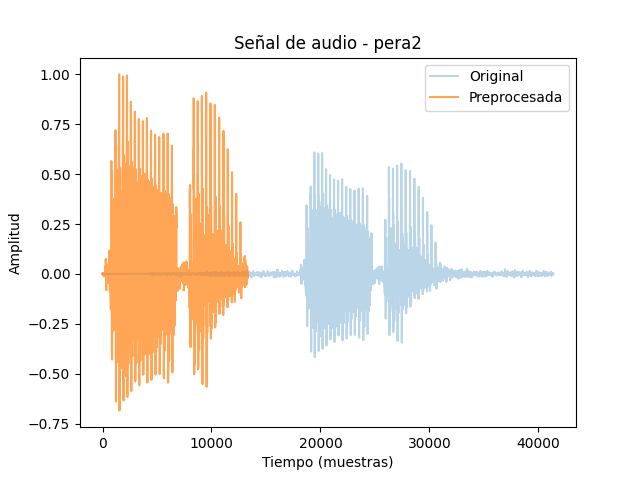 Señal de audio - pera2
Original
Preprocesada
Amplitud
1.00
0.75
0.50
0.25
0.00
−0.25
−0.50
−0.75
0
10000
20000
30000
40000
Tiempo (muestras)